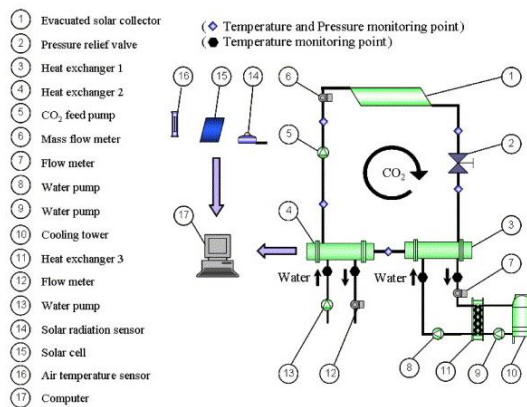 1 Evacuated solar collector
2 Pressure relief valve
3 Heat exchanger 1
4 Heat exchanger 2
5 CO₂ feed pump
6 Mass flow meter
7 Flow meter
8 Water pump
9 Water pump
10 Cooling tower
11 Heat exchanger 3
12 Flow meter
13 Water pump
14 Solar radiation sensor
15 Solar cell
16 Air temperature sensor
17 Computer
( Temperature and Pressure monitoring point)
( Temperature monitoring point)
16 15 14
6
1
5
2
CO₂
17
4
3
Water
Water
7
13 12
8 11 9 10